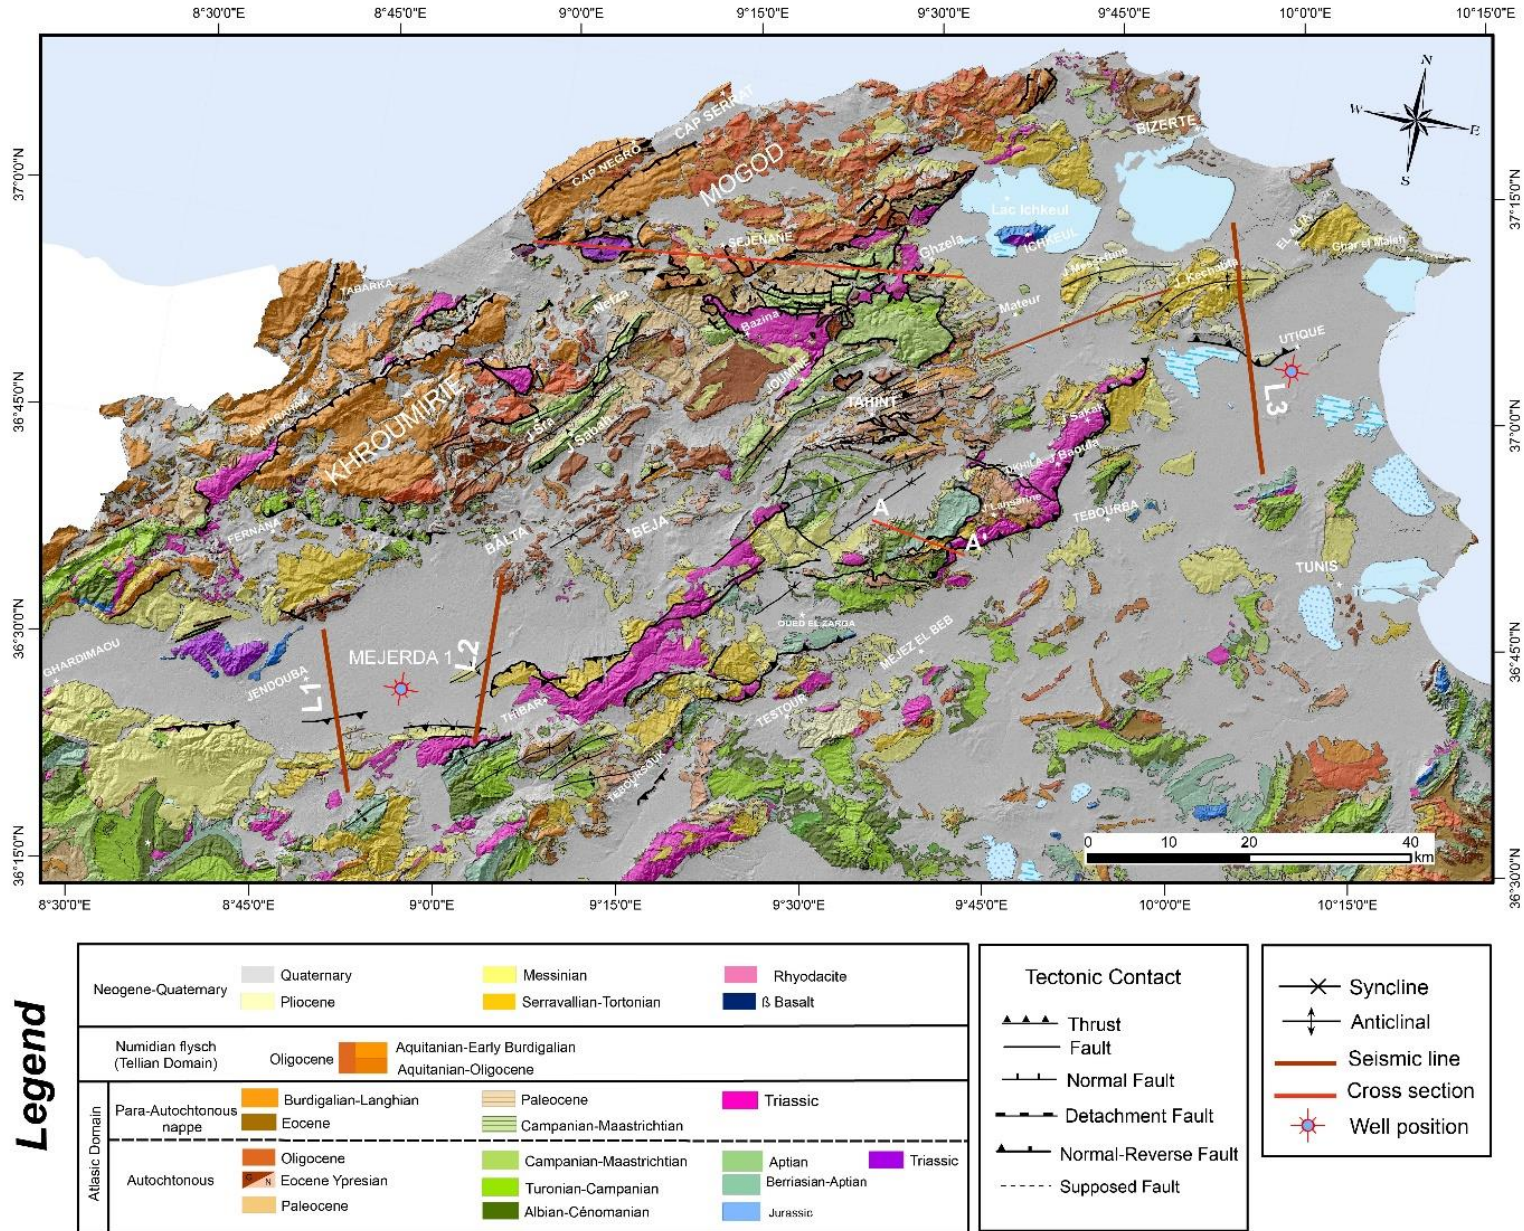 8°30'0"E 8°45'0"E 9°0'0"E 9°15'0"E 9°30'0"E 9°45'0"E 10°0'0"E 10°15'0"E
N
W
E
S
37°0'0"N
36°45'0"N
36°30'0"N
36°15'0"N
37°15'0"N
37°0'0"N
36°45'0"N
36°30'0"N
CAP SERRAT
BIZERTE
CAP NEGRO
MOGOD
Lac Ichkeul
ICHKEUL
EL ALIA
Ghar el Maleh
SEJENANE
Ghzela
J. Kechabta
TABARKA
Nefza
Mateur
Bazina
UTIQUE
JOUMINE
L3
TAHINT
AIN DRAHAM
KHROUMIRIE
J Sra
J Sabah
J Sakak
J Baoula
J Lansarine
TEBOURBA
FERNANA
BALTA
BEJA
A
A'
TUNIS
OUED EL ZARGA
MEJEZ EL BEB
GHARDIMAOU
JENDOUBA
L1
MEJERDA 1
L2
THIBAR
TESTOUR
TEBOURSOUK
0 10 20 40
km
8°30'0"E 8°45'0"E 9°0'0"E 9°15'0"E 9°30'0"E 9°45'0"E 10°0'0"E 10°15'0"E
Legend
Neogene-Quaternary
Quaternary
Pliocene
Messinian
Serravallian-Tortonian
Rhyodacite
ß Basalt
Numidian flysch
(Tellian Domain)
Oligocene
Aquitanian-Early Burdigalian
Aquitanian-Oligocene
Atlasic Domain
Para-Autochtonous
nappe
Burdigalian-Langhian
Eocene
Paleocene
Campanian-Maastrichtian
Triassic
Autochtonous
Oligocene
G N
Eocene Ypresian
Paleocene
Campanian-Maastrichtian
Turonian-Campanian
Albian-Cénomanian
Aptian
Berriasian-Aptian
Jurassic
Triassic
Tectonic Contact
Thrust
Fault
Normal Fault
Detachment Fault
Normal-Reverse Fault
Supposed Fault
Syncline
Anticlinal
Seismic line
Cross section
Well position